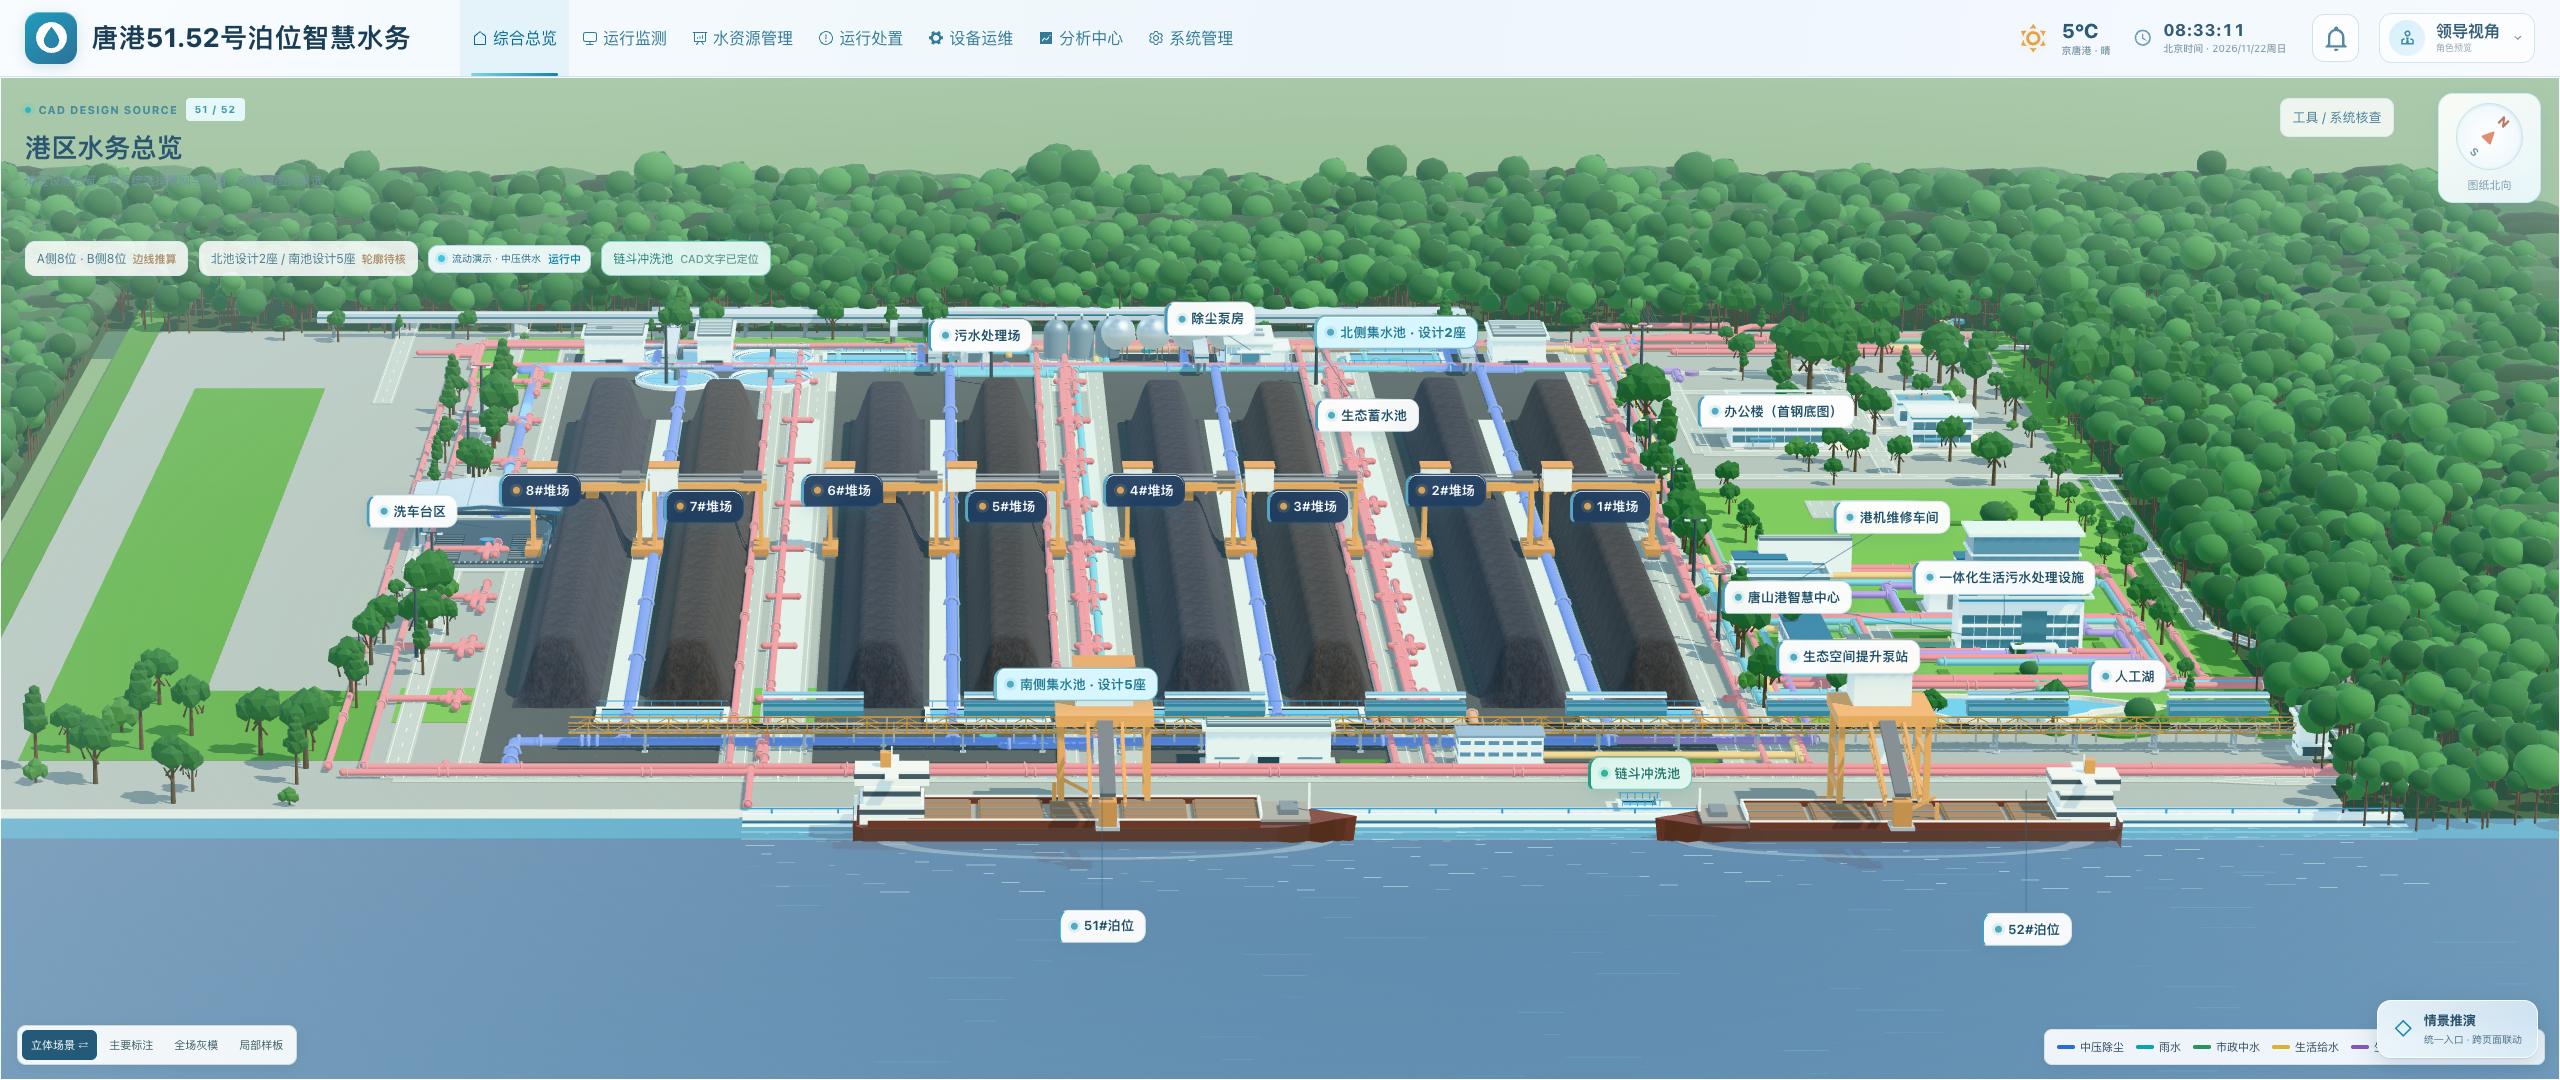 唐港51.52号泊位智慧水务
综合总览
运行监测
水资源管理
运行处置
设备运维
分析中心
系统管理
5°C
京唐港 · 晴
08:33:11
北京时间 · 2026/11/22周日
领导视角
角色预览
CAD DESIGN SOURCE
51 / 52
港区水务总览
工具 / 系统核查
N
S
图纸北向
A侧8位 · B侧8位 边线推算
北池设计2座 / 南池设计5座 轮廓待核
流动演示 · 中压供水 运行中
链斗冲洗池 CAD文字已定位
污水处理场
除尘泵房
北侧集水池 · 设计2座
生态蓄水池
办公楼（首钢底图）
洗车台区
8#堆场
7#堆场
6#堆场
5#堆场
4#堆场
3#堆场
2#堆场
1#堆场
港机维修车间
一体化生活污水处理设施
唐山港智慧中心
生态空间提升泵站
人工湖
南侧集水池 · 设计5座
链斗冲洗池
51#泊位
52#泊位
立体场景
主要标注
全场灰模
局部样板
中压除尘
雨水
市政中水
生活给水
情景推演
统一入口 · 跨页面联动